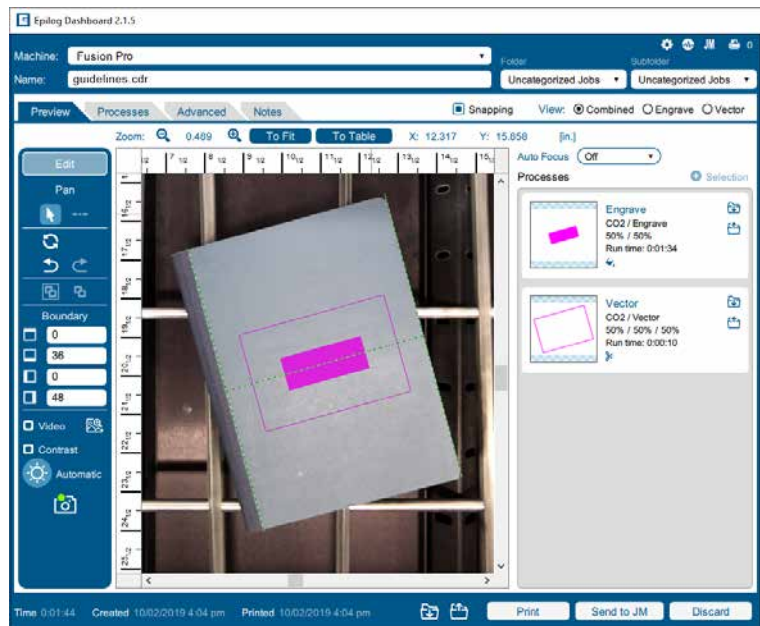 Epilog Dashboard 2.1.5
Machine: Fusion Pro
Name: guidelines.cdr
JM 0
Folder Subfolder
Uncategorized Jobs Uncategorized Jobs
Preview Processes Advanced Notes
Snapping View: Combined Engrave Vector
Zoom: 0.489 To Fit To Table X: 12.317 Y: 15.858 [in.]
Auto Focus Off
Processes Selection
Edit
Pan
Boundary
0
36
0
48
Video
Contrast
Automatic
Engrave
CO2 / Engrave
50% / 50%
Run time: 0:01:34
Vector
CO2 / Vector
50% / 50% / 50%
Run time: 0:00:10
Time 0:01:44 Created 10/02/2019 4:04 pm Printed 10/02/2019 4:04 pm
Print Send to JM Discard